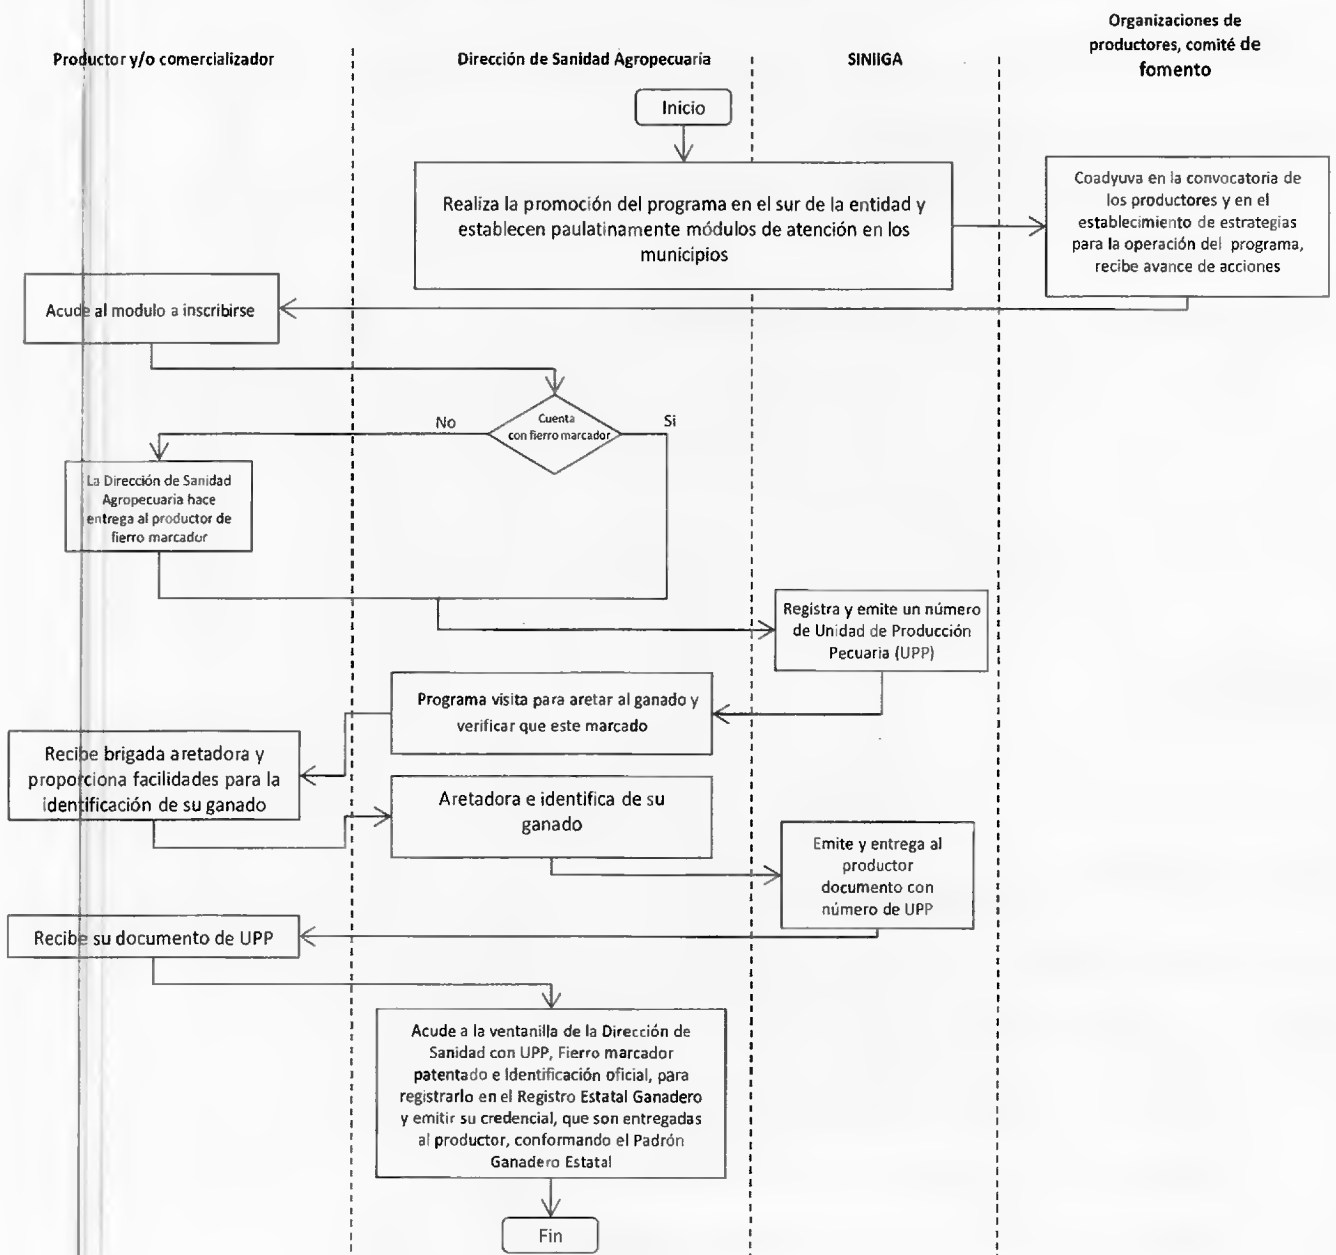 Organizaciones de
productores, comité de
fomento
Productor y/o comercializador
Dirección de Sanidad Agropecuaria
SINIIGA
Inicio
Realiza la promoción del programa en el sur de la entidad y
establecen paulatinamente módulos de atención en los
municipios
Coadyuva en la convocatoria de
los productores y en el
establecimiento de estrategias
para la operación del programa,
recibe avance de acciones
Acude al modulo a inscribirse
Cuenta
con fierro marcador
No
Si
La Dirección de Sanidad
Agropecuaria hace
entrega al productor de
fierro marcador
Registra y emite un número
de Unidad de Producción
Pecuaria (UPP)
Programa visita para aretar al ganado y
verificar que este marcado
Recibe brigada aretadora y
proporciona facilidades para la
identificación de su ganado
Aretadora e identifica de su
ganado
Emite y entrega al
productor
documento con
número de UPP
Recibe su documento de UPP
Acude a la ventanilla de la Dirección de
Sanidad con UPP, Fierro marcador
patentado e Identificación oficial, para
registrarlo en el Registro Estatal Ganadero
y emitir su credencial, que son entregadas
al productor, conformando el Padrón
Ganadero Estatal
Fin